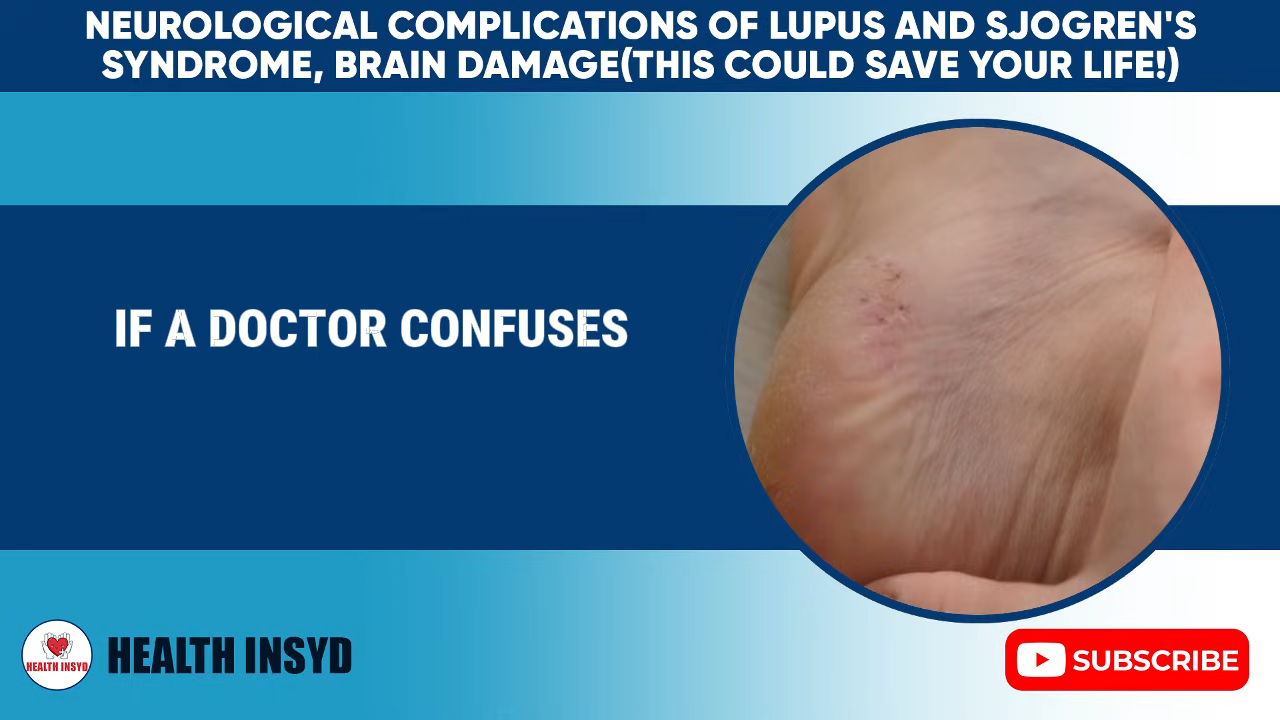 NEUROLOGICAL COMPLICATIONS OF LUPUS AND SJOGREN'S
SYNDROME, BRAIN DAMAGE(THIS COULD SAVE YOUR LIFE!)
IF A DOCTOR CONFUSES
HEALTH INSYD
HEALTH INSYD
SUBSCRIBE